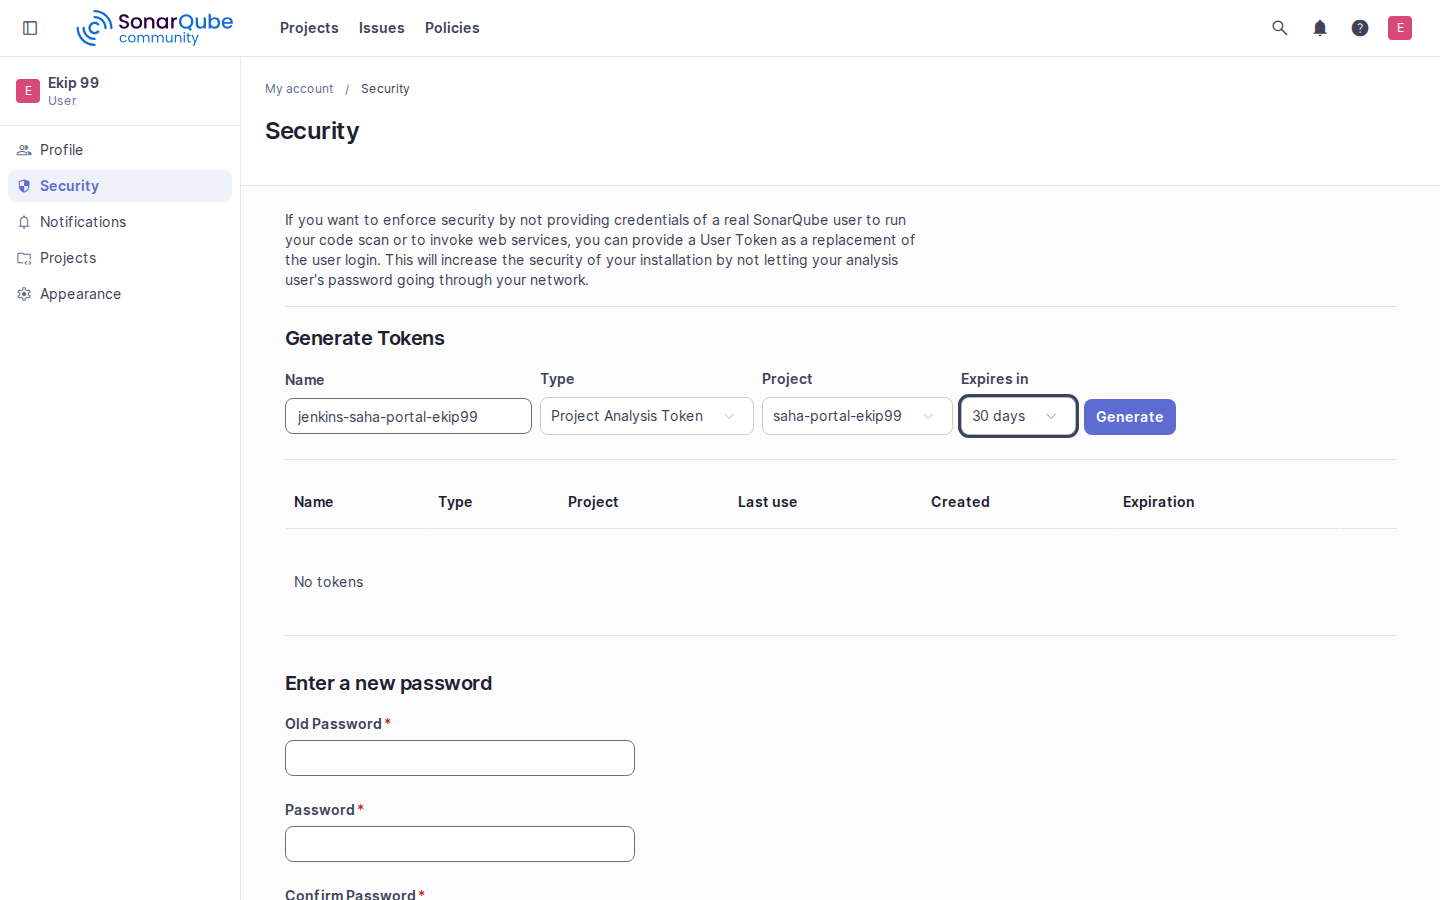 SonarQube
community
Projects
Issues
Policies
?
E
E
Ekip 99
User
Profile
Security
Notifications
Projects
Appearance
My account / Security
Security
If you want to enforce security by not providing credentials of a real SonarQube user to run
your code scan or to invoke web services, you can provide a User Token as a replacement of
the user login. This will increase the security of your installation by not letting your analysis
user's password going through your network.
Generate Tokens
Name
Type
Project
Expires in
jenkins-saha-portal-ekip99
Project Analysis Token
saha-portal-ekip99
30 days
Generate
Name
Type
Project
Last use
Created
Expiration
No tokens
Enter a new password
Old Password *
Password *
Confirm Password *